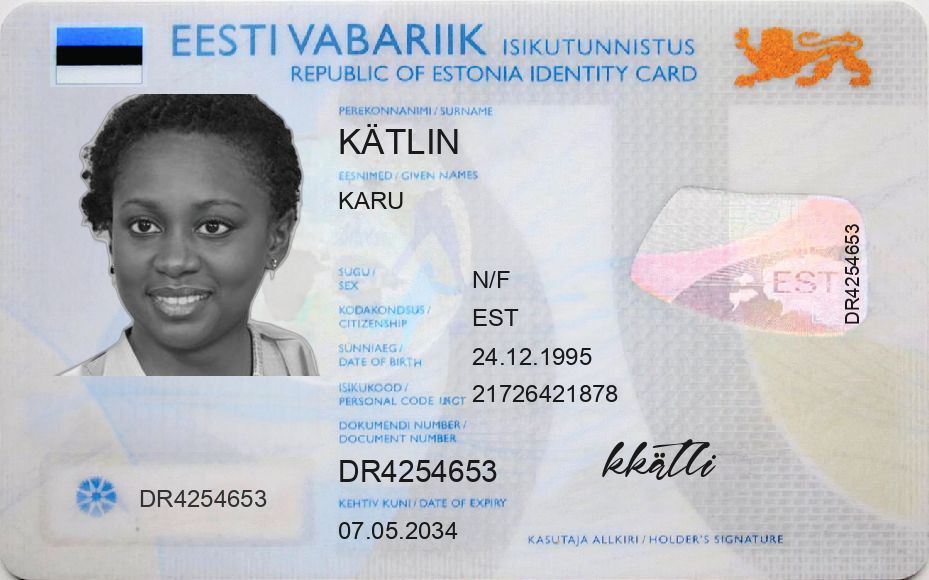 EESTI VABARIIK ISIKUTUNNISTUS
REPUBLIC OF ESTONIA IDENTITY CARD
PEREKONNANIMI / SURNAME
KÄTLIN
EESNIMED / GIVEN NAMES
KARU
SUGU /
SEX
N/F
KODAKONDSUS /
CITIZENSHIP
EST
SÜNNIAEG /
DATE OF BIRTH
24.12.1995
ISIKUKOOD /
PERSONAL CODE
21726421878
DOKUMENDI NUMBER /
DOCUMENT NUMBER
DR4254653
KEHTIV KUNI / DATE OF EXPIRY
07.05.2034
DR4254653
EST
DR4254653
kkätli
KASUTAJA ALLKIRI / HOLDER'S SIGNATURE